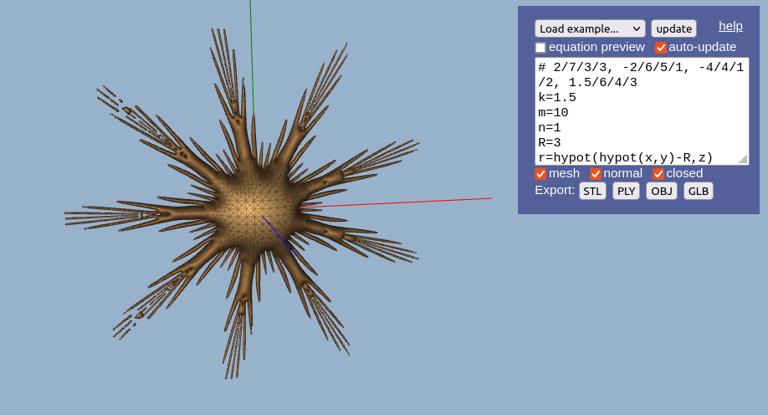 Load example...
update
help
equation preview
auto-update
# 2/7/3/3, -2/6/5/1, -4/4/1
/2, 1.5/6/4/3
k=1.5
m=10
n=1
R=3
r=hypot(hypot(x,y)-R,z)
mesh
normal
closed
Export: STL PLY OBJ GLB